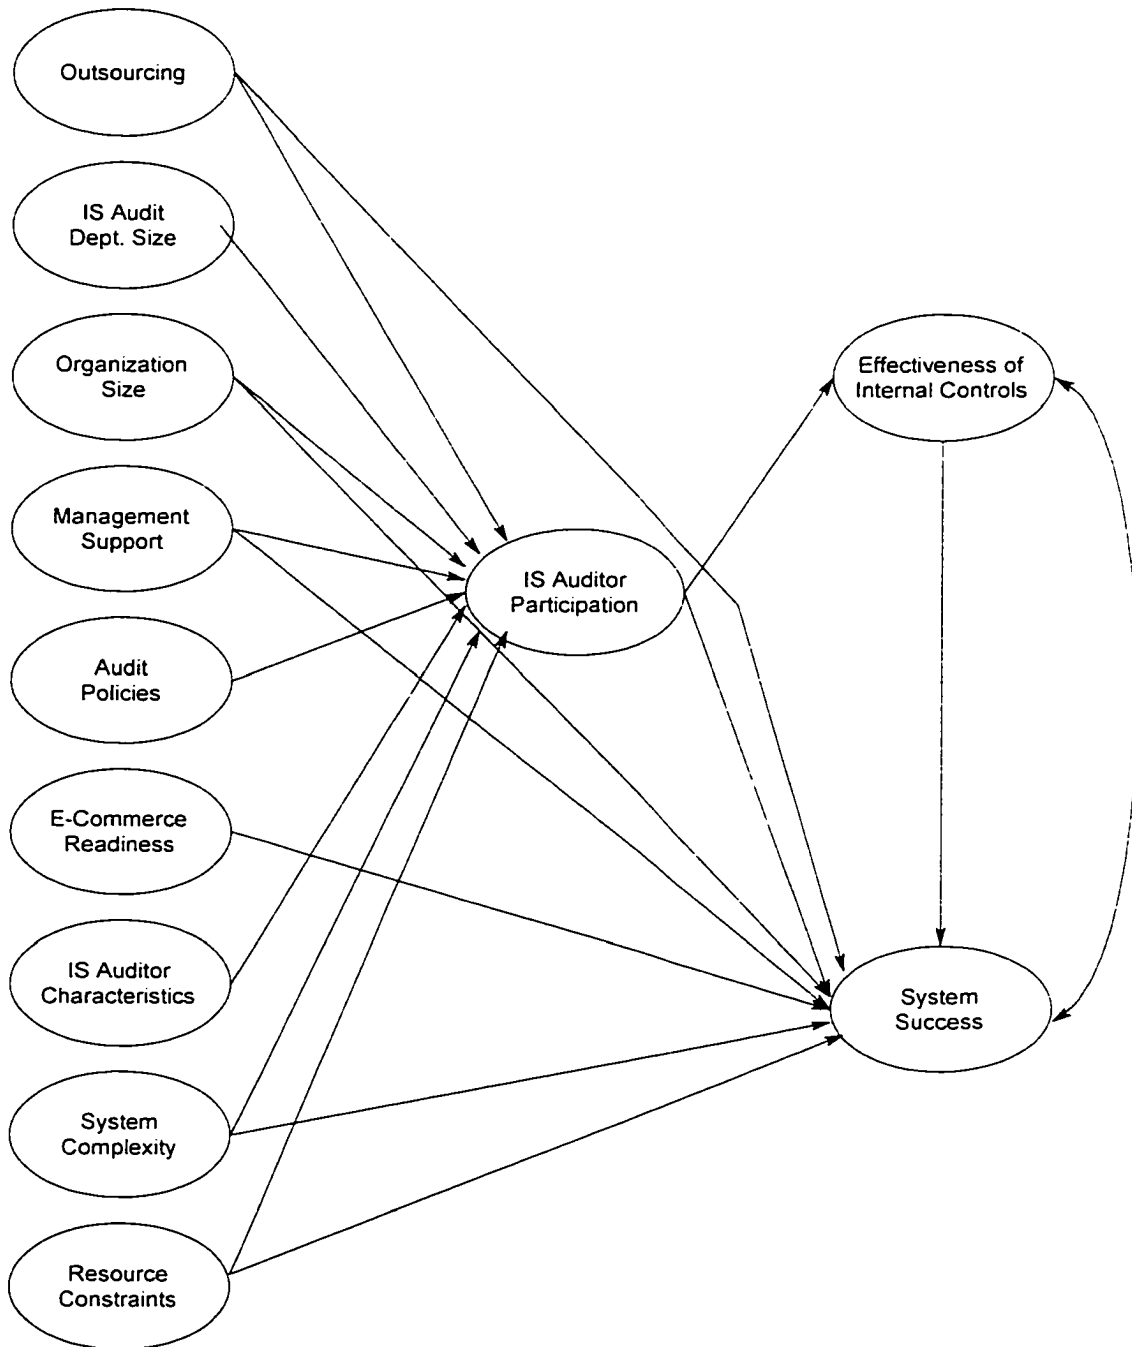 Outsourcing
IS Audit
Dept. Size
Organization
Size
Management
Support
Audit
Policies
E-Commerce
Readiness
IS Auditor
Characteristics
System
Complexity
Resource
Constraints
IS Auditor
Participation
Effectiveness of
Internal Controls
System
Success